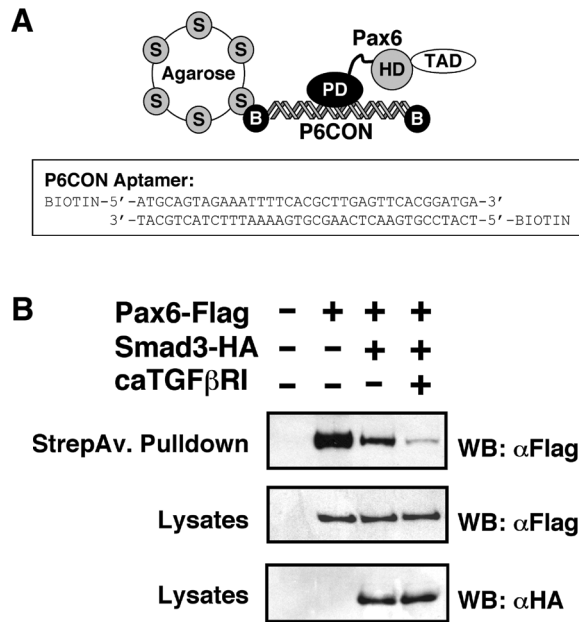 A
S S S S S S
Agarose
Pax6
HD TAD
PD
B B
P6CON
P6CON Aptamer:
BIOTIN-5’-ATGCAGTAGAAATTTTCACGCTTGAGTTCACGGATGA-3’
3’-TACGTCATCTTTAAAAGTGCGAACTCAAGTGCCTACT-5’-BIOTIN
B
Pax6-Flag - + + +
Smad3-HA - - + +
caTGFβRI - - - +
StrepAv. Pulldown WB: αFlag
Lysates WB: αFlag
Lysates WB: αHA